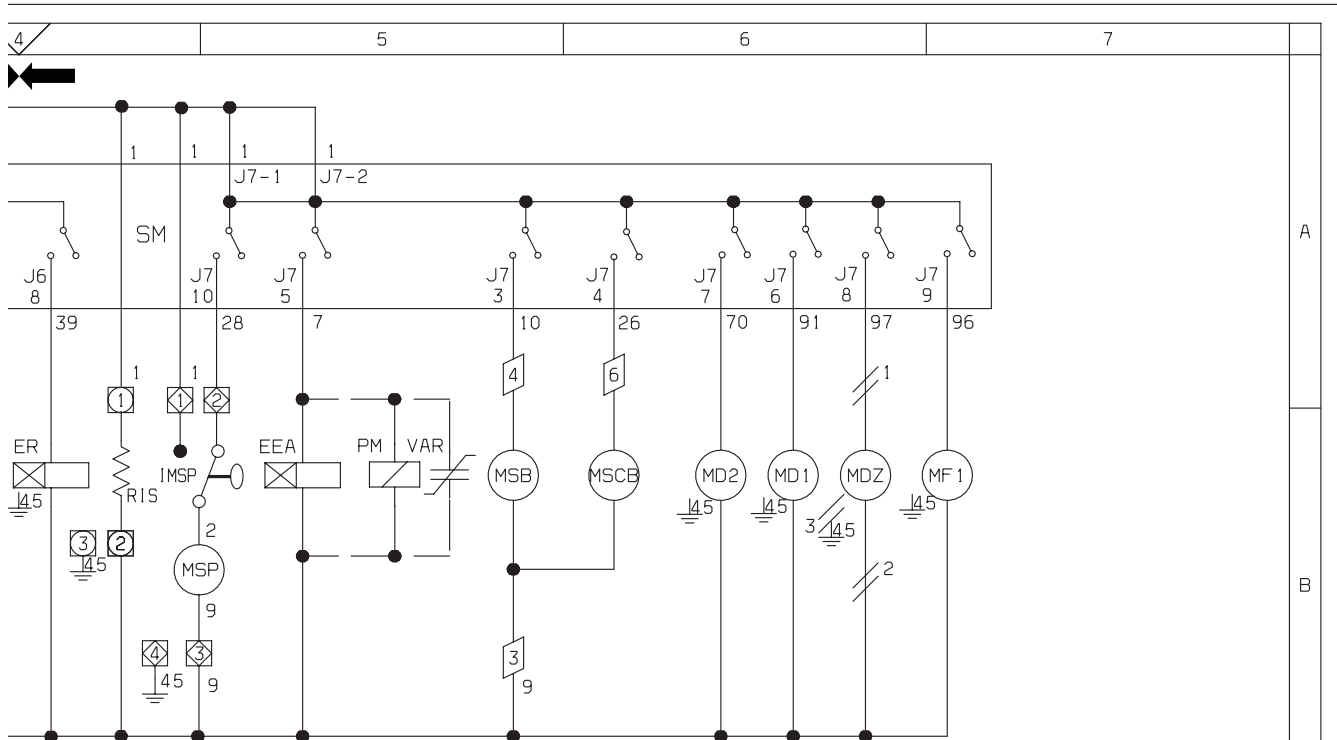 4 5 6 7
1 1 1 1
J7-1 J7-2
SM A
J6 J7 J7 J7 J7 J7 J7 J7 J7
8 10 5 3 4 7 6 8 9
39 28 7 10 26 70 91 97 96
1 1 4 6 1
1 1 2
ER EEA PM VAR
IMSP MSB MSCB MD2 MD1 MDZ MF1
45 RIS 45 45 45
3 45
2
3 2
45
MSP 2
9 B
4 3 3
45 9 9